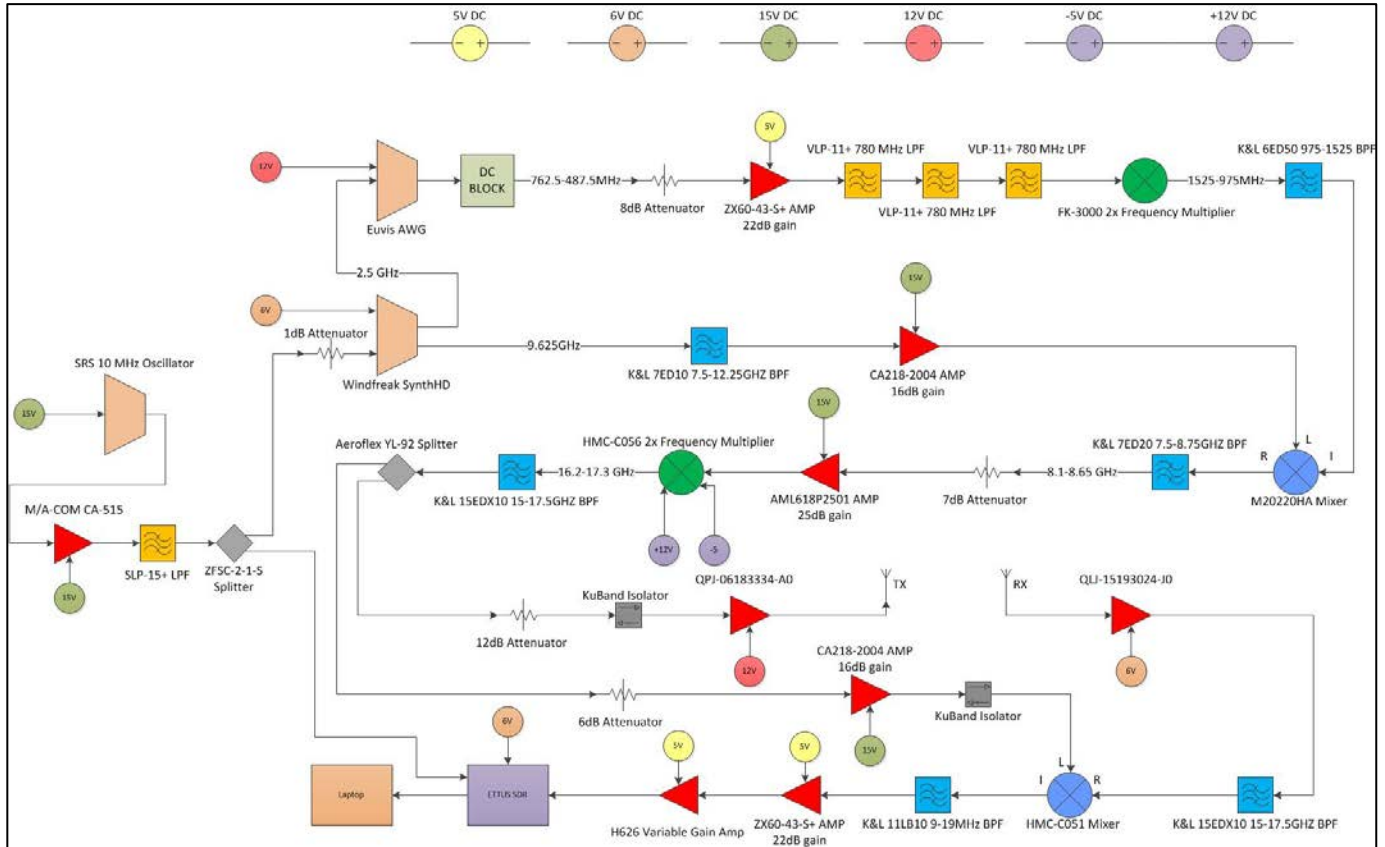 5V DC
6V DC
15V DC
12V DC
-5V DC
+12V DC
12V
DC
BLOCK
Euvis AWG
762.5-487.5MHz
8dB Attenuator
5V
ZX60-43-S+ AMP
22dB gain
VLP-11+ 780 MHz LPF
VLP-11+ 780 MHz LPF
VLP-11+ 780 MHz LPF
FK-3000 2x Frequency Multiplier
1525-975MHz
K&L 6ED50 975-1525 BPF
2.5 GHz
6V
1dB Attenuator
Windfreak SynthHD
9.625GHz
K&L 7ED10 7.5-12.25GHZ BPF
15V
CA218-2004 AMP
16dB gain
SRS 10 MHz Oscillator
15V
M/A-COM CA-515
15V
SLP-15+ LPF
ZFSC-2-1-S
Splitter
Aeroflex YL-92 Splitter
K&L 15EDX10 15-17.5GHZ BPF
16.2-17.3 GHz
HMC-C056 2x Frequency Multiplier
+12V
-5
15V
AML618P2501 AMP
25dB gain
7dB Attenuator
8.1-8.65 GHz
K&L 7ED20 7.5-8.75GHZ BPF
R
L
I
M20220HA Mixer
12dB Attenuator
KuBand Isolator
QPJ-06183334-A0
12V
TX
RX
QLJ-15193024-J0
6V
6dB Attenuator
CA218-2004 AMP
16dB gain
15V
KuBand Isolator
6V
Laptop
ETTUS SDR
5V
H626 Variable Gain Amp
5V
ZX60-43-S+ AMP
22dB gain
K&L 11LB10 9-19MHz BPF
L
I
R
HMC-C051 Mixer
K&L 15EDX10 15-17.5GHZ BPF